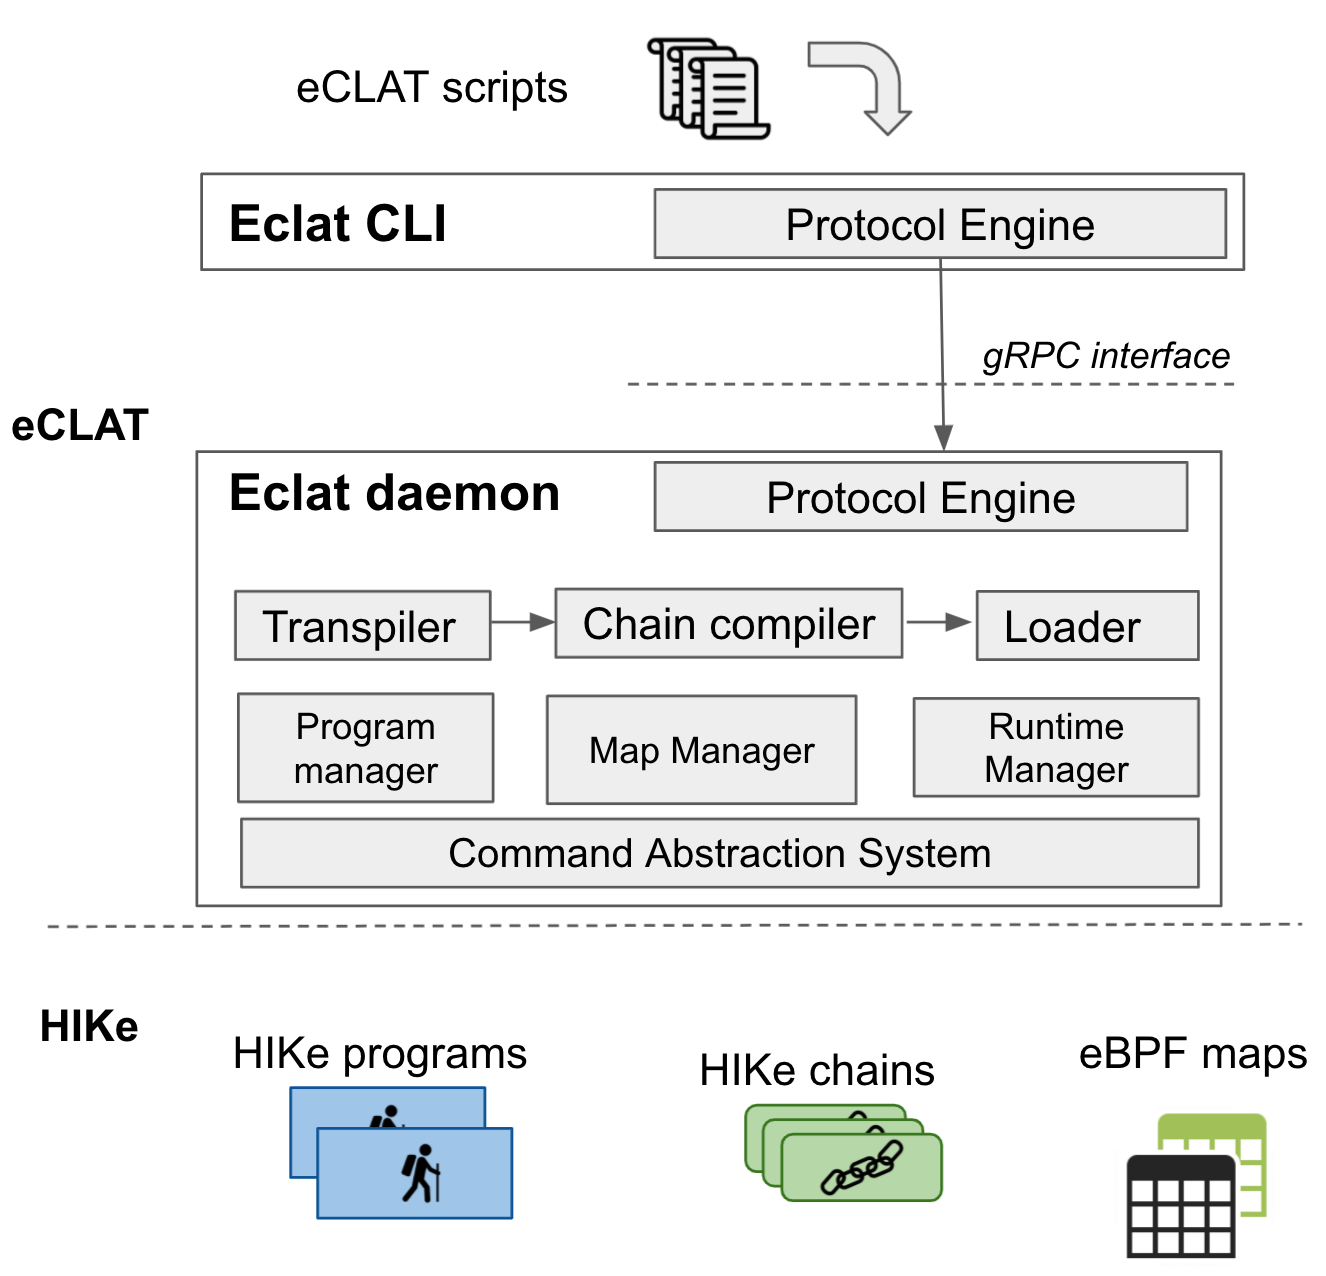 eCLAT scripts
Eclat CLI
Protocol Engine
gRPC interface
eCLAT
Eclat daemon
Protocol Engine
Transpiler
Chain compiler
Loader
Program
manager
Map Manager
Runtime
Manager
Command Abstraction System
HIKe
HIKe programs
HIKe chains
eBPF maps